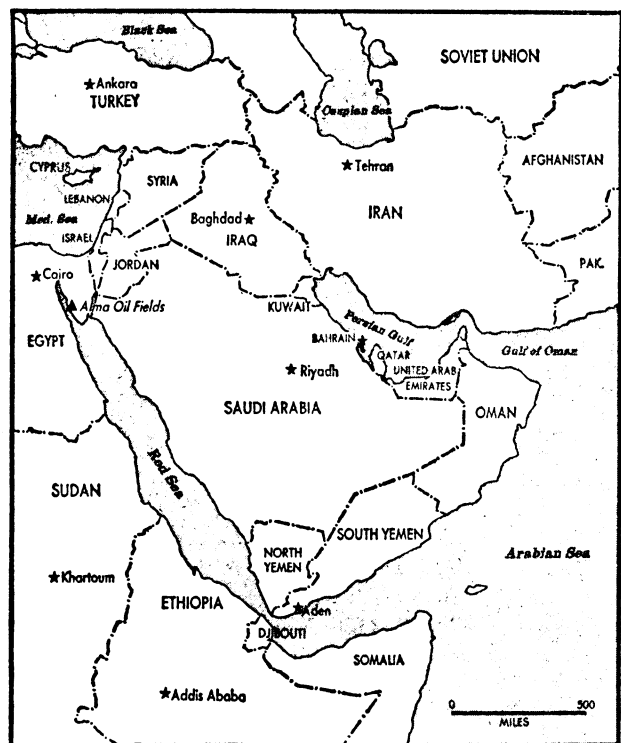 Black Sea
SOVIET UNION
Ankara
TURKEY
Caspian Sea
CYPRUS
Tehran
AFGHANISTAN
SYRIA
LEBANON
IRAN
Med. Sea
Baghdad
IRAQ
ISRAEL
JORDAN
PAK.
Cairo
Alma Oil Fields
KUWAIT
Persian Gulf
EGYPT
BAHRAIN
QATAR
Gulf of Oman
Riyadh
UNITED ARAB
EMIRATES
SAUDI ARABIA
OMAN
Red Sea
SUDAN
SOUTH YEMEN
NORTH
YEMEN
Arabian Sea
Khartoum
ETHIOPIA
Aden
DJIBOUTI
SOMALIA
Addis Ababa
0 500
MILES